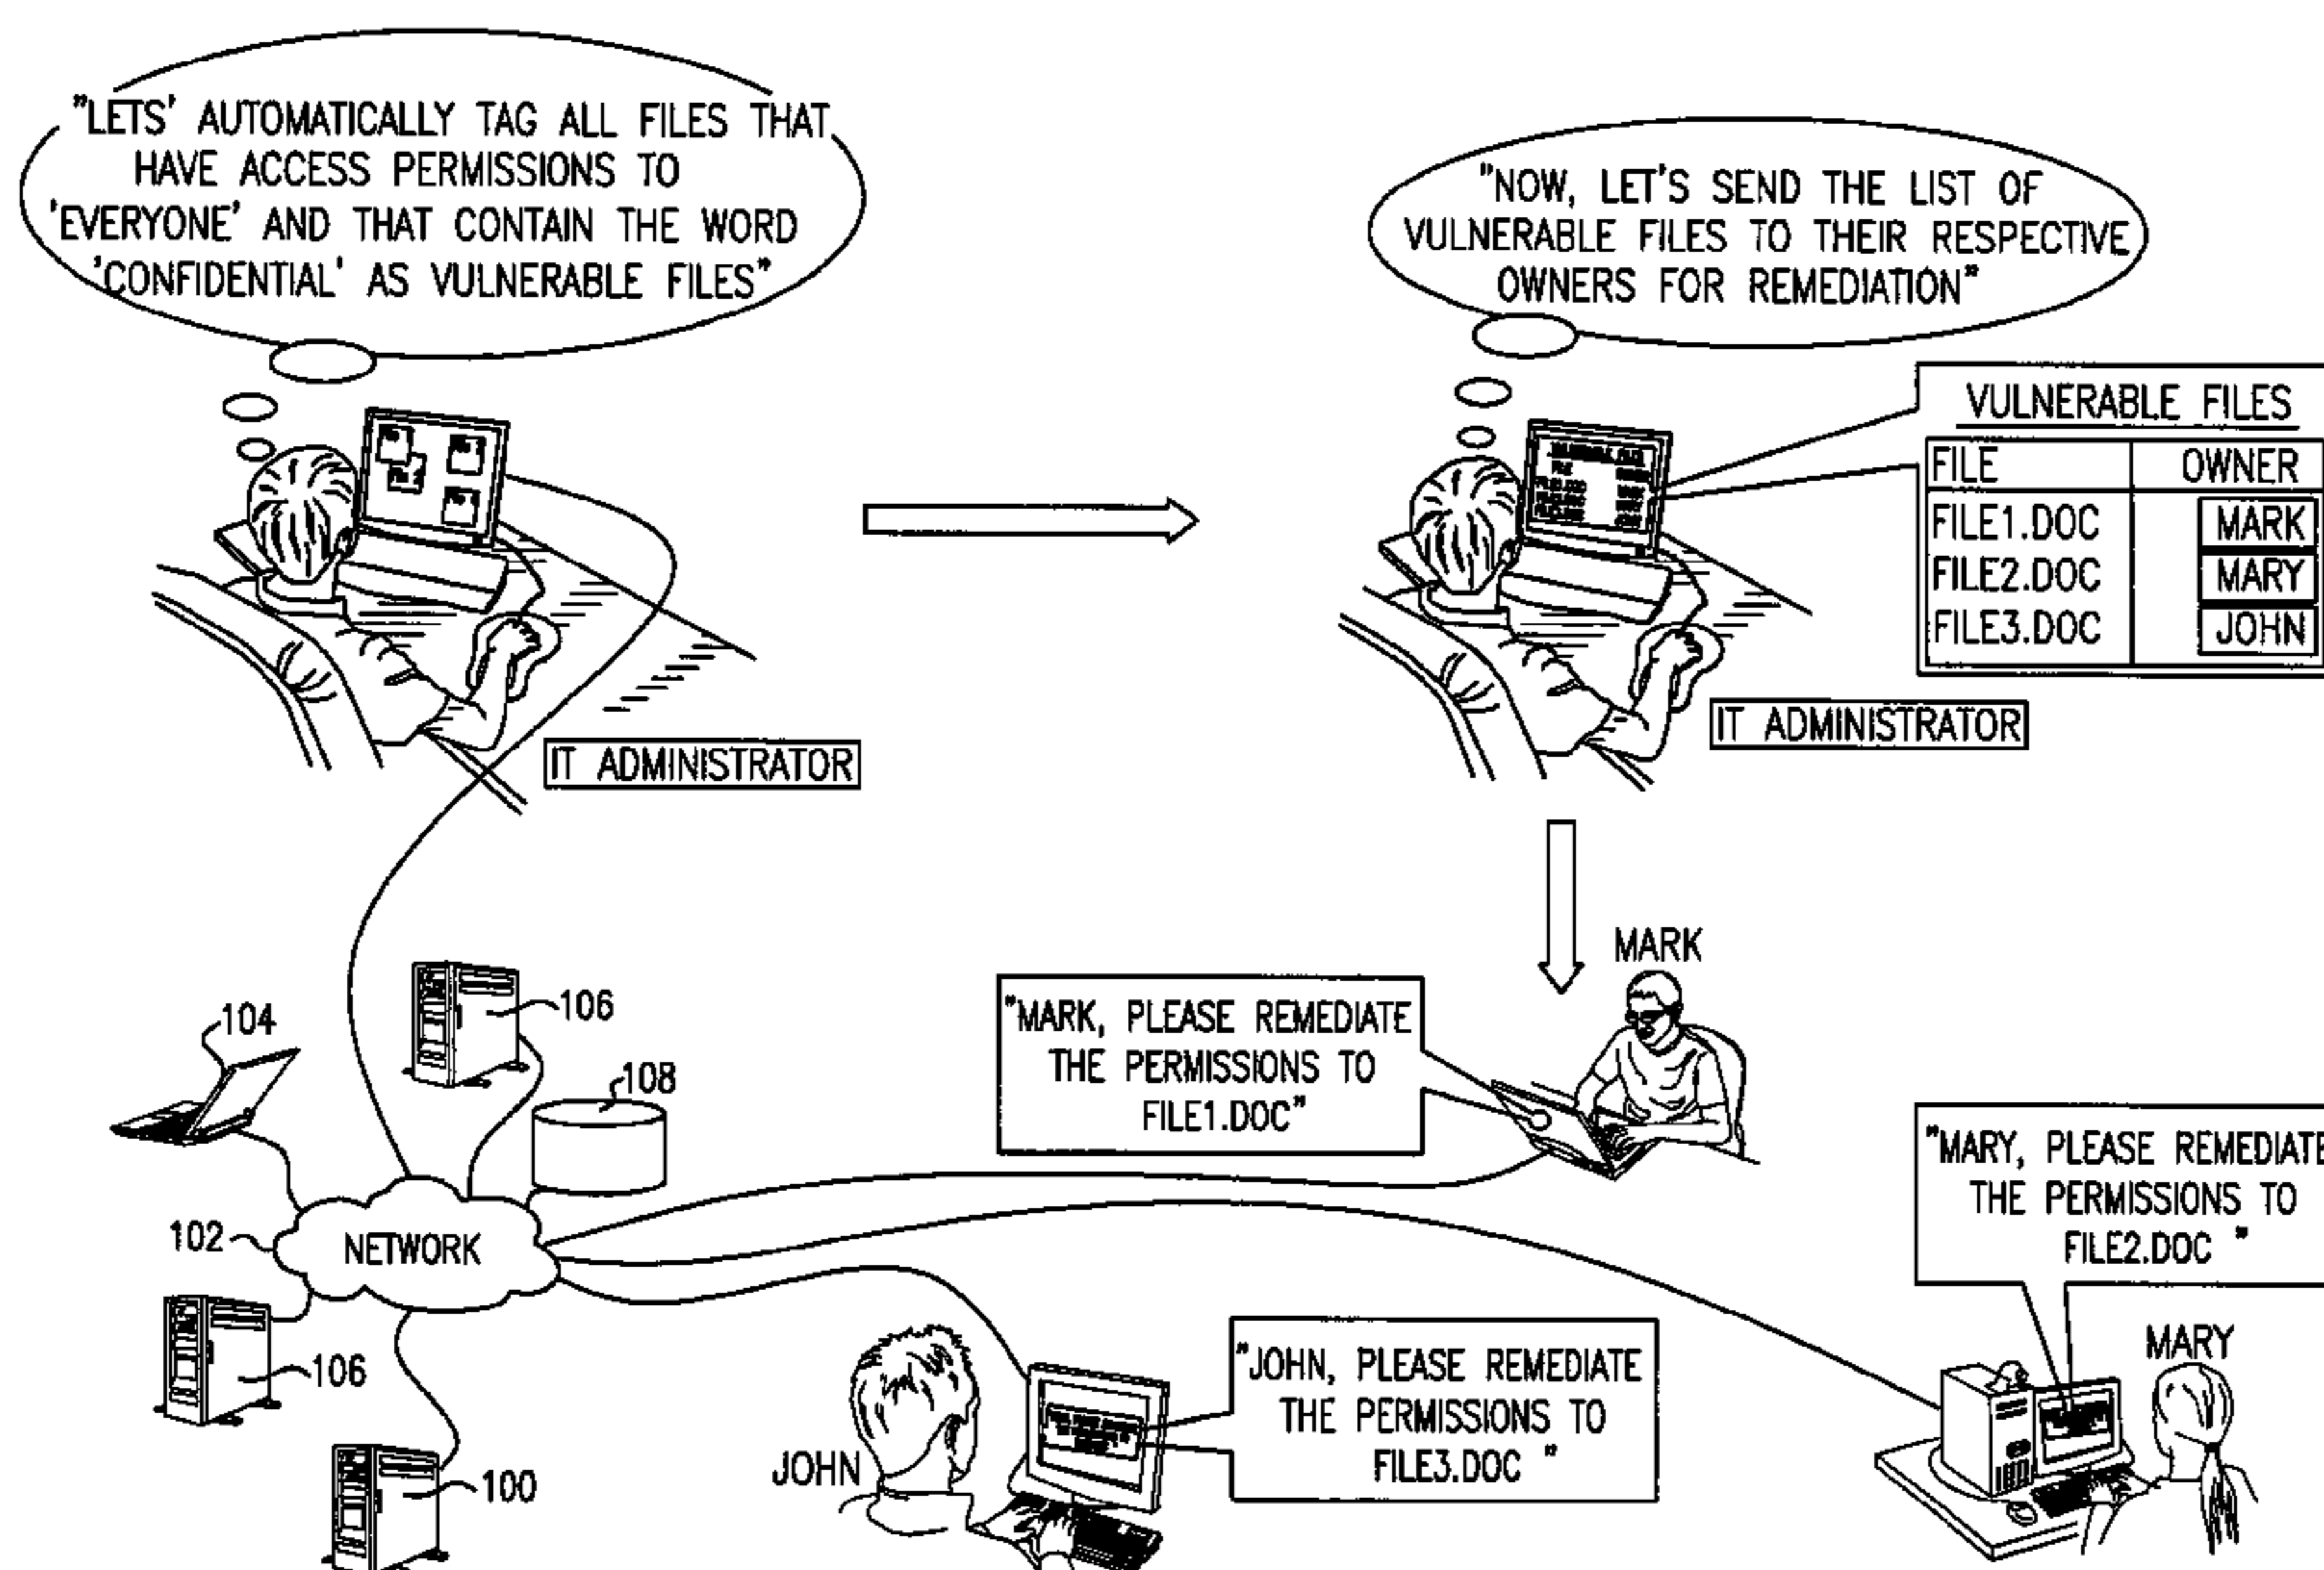 "LETS' AUTOMATICALLY TAG ALL FILES THAT
HAVE ACCESS PERMISSIONS TO
'EVERYONE' AND THAT CONTAIN THE WORD
'CONFIDENTIAL' AS VULNERABLE FILES"
"NOW, LET'S SEND THE LIST OF
VULNERABLE FILES TO THEIR RESPECTIVE
OWNERS FOR REMEDIATION"
VULNERABLE FILES
FILE OWNER
FILE1.DOC MARK
FILE2.DOC MARY
FILE3.DOC JOHN
IT ADMINISTRATOR
IT ADMINISTRATOR
MARK
"MARK, PLEASE REMEDIATE
THE PERMISSIONS TO
FILE1.DOC"
104
106
108
102
NETWORK
106
100
"MARY, PLEASE REMEDIATE
THE PERMISSIONS TO
FILE2.DOC "
MARY
"JOHN, PLEASE REMEDIATE
THE PERMISSIONS TO
FILE3.DOC "
JOHN